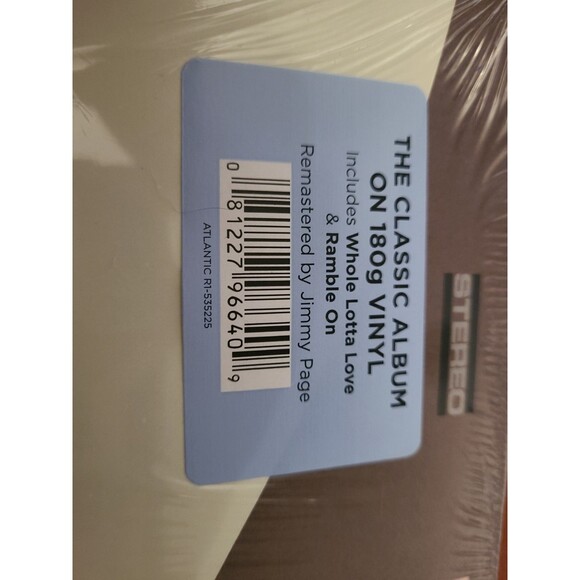 STEREO
THE CLASSIC ALBUM
ON 180g VINYL
Includes Whole Lotta Love
& Ramble On
Remastered by Jimmy Page
0 81227 96640 9
ATLANTIC R1-535225